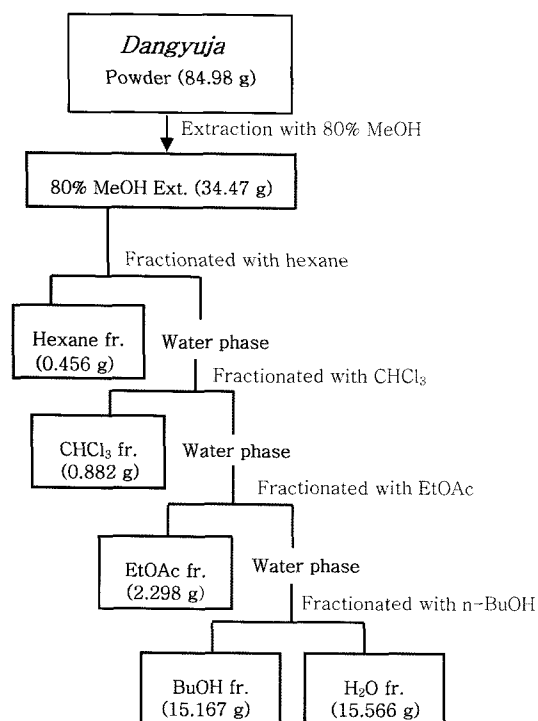 Dangyuja
Powder (84.98 g)
Extraction with 80% MeOH
80% MeOH Ext. (34.47 g)
Fractionated with hexane
Hexane fr.
(0.456 g)
Water phase
Fractionated with CHCl₃
CHCl₃ fr.
(0.882 g)
Water phase
Fractionated with EtOAc
EtOAc fr.
(2.298 g)
Water phase
Fractionated with n-BuOH
BuOH fr.
(15.167 g)
H₂O fr.
(15.566 g)